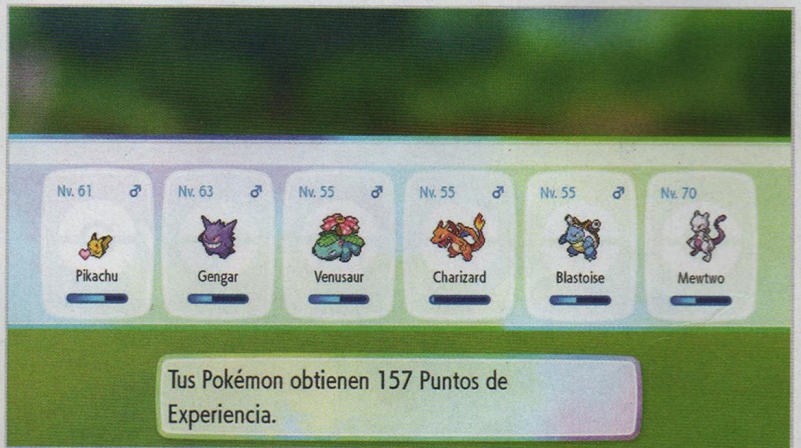 Nv. 61 ♂
Nv. 63 ♂
Nv. 55 ♂
Nv. 55 ♂
Nv. 55 ♂
Nv. 70
Pikachu
Gengar
Venusaur
Charizard
Blastoise
Mewtwo
Tus Pokémon obtienen 157 Puntos de
Experiencia.